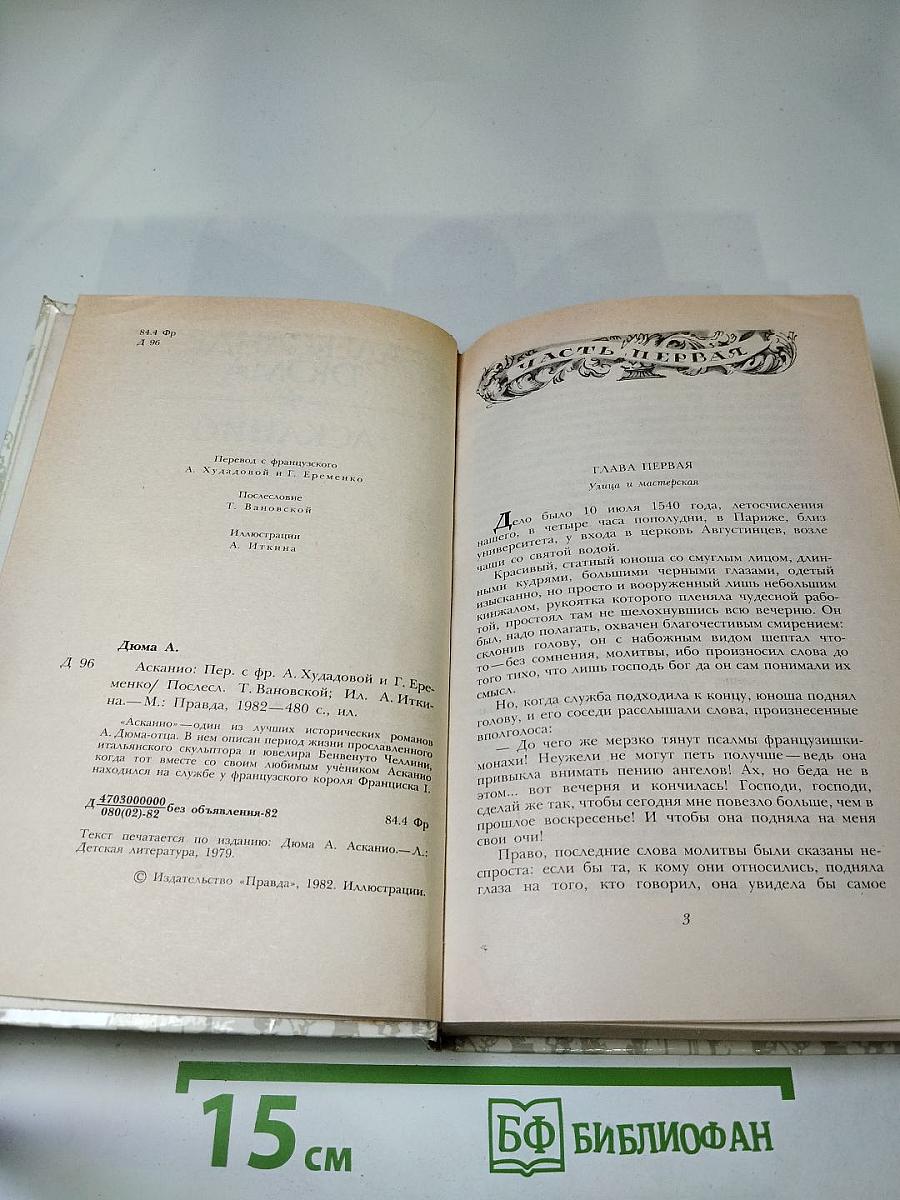 84.4 Фр
Д 96
Перевод с французского
А. Худадовой и Г. Еременко
Послесловие
Т. Вановской
Иллюстрации
А. Иткина
Дюма А.
Д 96
Асканио: Пер. с фр. А. Худадовой и Г. Ере-
менко/ Послесл. Т. Вановской; Ил. А. Итки-
на.— М.: Правда, 1982—480 с., ил.
«Асканио»—один из лучших исторических романов
А. Дюма-отца. В нем описан период жизни прославленного
итальянского скульптора и ювелира Бенвенуто Челлини,
когда тот вместе со своим любимым учеником Асканио
находился на службе у французского короля Франциска I.
Д 4703000000 без объявления-82
080(02)-82
84.4 Фр
Текст печатается по изданию: Дюма А. Асканио.—Л.:
Детская литература, 1979.
© Издательство «Правда», 1982. Иллюстрации.
ЧАСТЬ ПЕРВАЯ
ГЛАВА ПЕРВАЯ
Улица и мастерская
Дело было 10 июля 1540 года, летосчисления
нашего, в четыре часа пополудни, в Париже, близ
университета, у входа в церковь Августинцев, возле
чаши со святой водой.
Красивый, статный юноша со смуглым лицом, длин-
ными кудрями, большими черными глазами, одетый
изысканно, но просто и вооруженный лишь небольшим
кинжалом, рукоятка которого пленяла чудесной рабо-
той, простоял там не шелохнувшись всю вечерню. Он
был, надо полагать, охвачен благочестивым смирением:
склонив голову, он с набожным видом шептал что-
то—без сомнения, молитвы, ибо произносил слова до
того тихо, что лишь господь бог да он сам понимали их
смысл.
Но, когда служба подходила к концу, юноша поднял
голову, и его соседи расслышали слова, произнесенные
вполголоса:
— До чего же мерзко тянут псалмы французишки-
монахи! Неужели не могут петь получше—ведь она
привыкла внимать пению ангелов! Ах, но беда не в
этом... вот вечерня и кончилась! Господи, господи,
сделай же так, чтобы сегодня мне повезло больше, чем в
прошлое воскресенье! И чтобы она подняла на меня
свои очи!
Право, последние слова молитвы были сказаны не-
спроста: если бы та, к кому они относились, подняла
глаза на того, кто говорил, она увидела бы самое
3
15 см
БФ БИБЛИОФАН